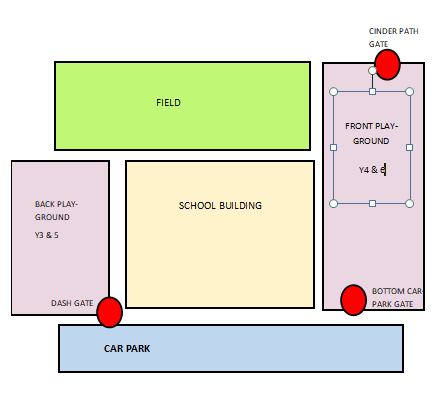 CINDER PATH
GATE
FIELD
FRONT PLAY-
GROUND
Y4 & 6
BACK PLAY-
GROUND
Y3 & 5
SCHOOL BUILDING
DASH GATE
BOTTOM CAR-
PARK GATE
CAR PARK